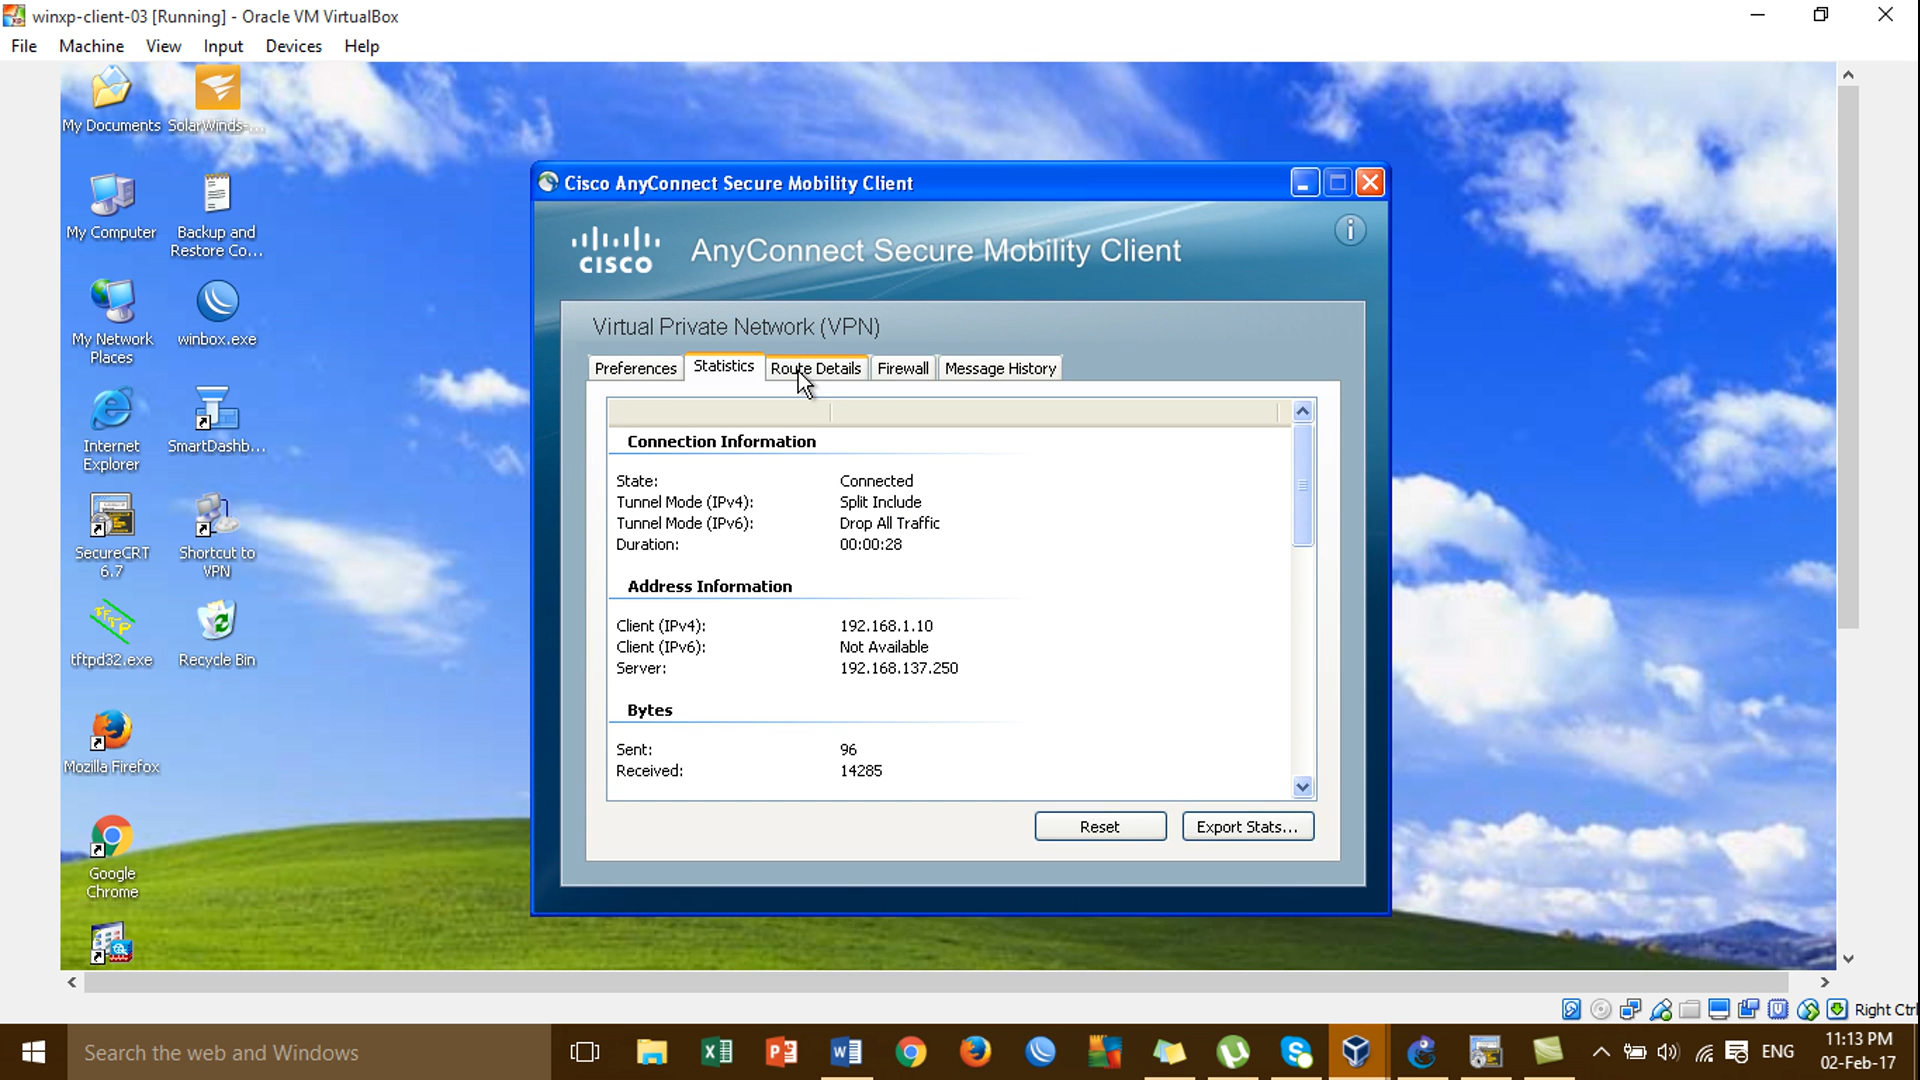 winxp-client-03 [Running] - Oracle VM VirtualBox
File Machine View Input Devices Help
My Documents
SolarWinds-...
My Computer
Backup and
Restore Co...
My Network
Places
winbox.exe
Internet
Explorer
SmartDashb...
SecureCRT
6.7
Shortcut to
VPN
TFTP
tftpd32.exe
Recycle Bin
Mozilla Firefox
Google
Chrome
Cisco AnyConnect Secure Mobility Client
CISCO
AnyConnect Secure Mobility Client
Virtual Private Network (VPN)
Preferences Statistics Route Details Firewall Message History
Connection Information
State: Connected
Tunnel Mode (IPv4): Split Include
Tunnel Mode (IPv6): Drop All Traffic
Duration: 00:00:28
Address Information
Client (IPv4): 192.168.1.10
Client (IPv6): Not Available
Server: 192.168.137.250
Bytes
Sent: 96
Received: 14285
Reset Export Stats...
Right Ctrl
Search the web and Windows
ENG
11:13 PM
02-Feb-17